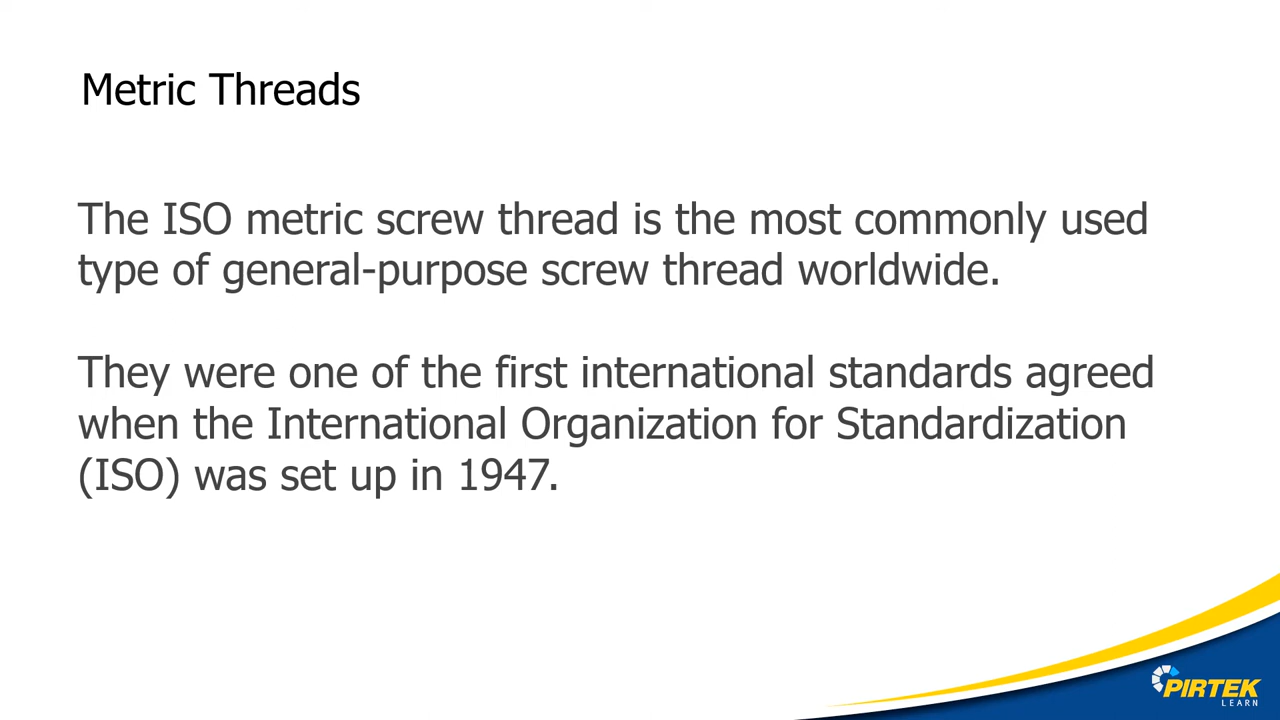 Metric Threads
The ISO metric screw thread is the most commonly used
type of general-purpose screw thread worldwide.
They were one of the first international standards agreed
when the International Organization for Standardization
(ISO) was set up in 1947.
PIRTEK
LEARN